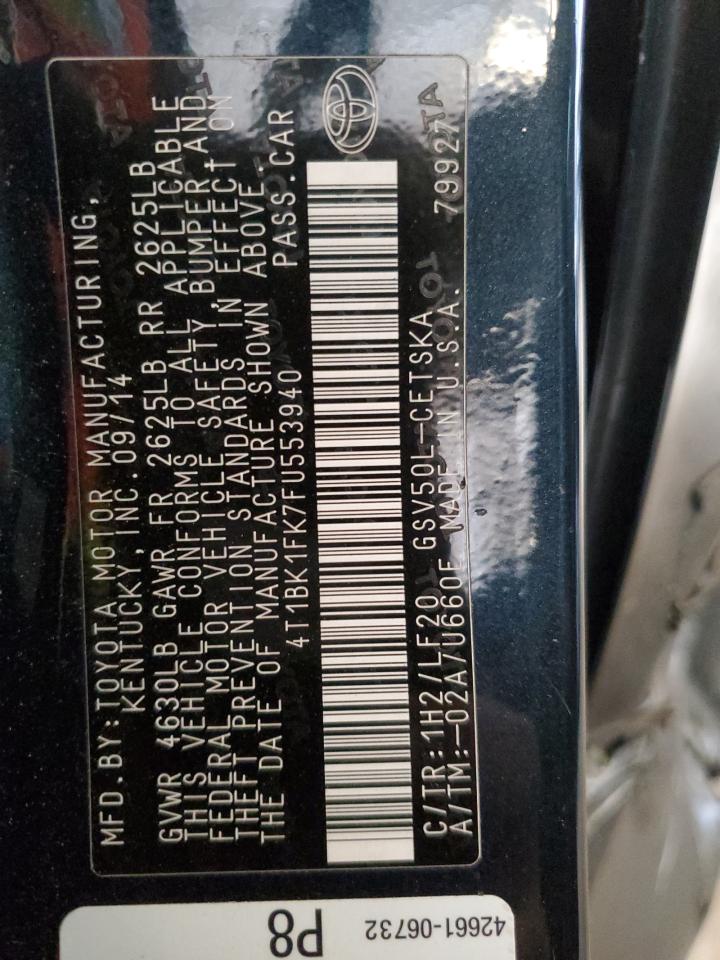 MFD.BY:TOYOTA MOTOR MANUFACTURING,
KENTUCKY,INC.09/14
GVWR 4630LB GAWR FR 2625LB RR 2625LB
THIS VEHICLE CONFORMS TO ALL APPLICABLE
FEDERAL MOTOR VEHICLE SAFETY,BUMPER AND
THEFT PREVENTION STANDARDS IN EFFECT ON
THE DATE OF MANUFACTURE SHOWN ABOVE.
4T1BK1FK7FU553940 PASS.CAR
C/TR:1H2/LF20 GSV50L-CETSKA
A/TM:-02A/U660E MADE IN U.S.A. 79927
P8
42661-06732